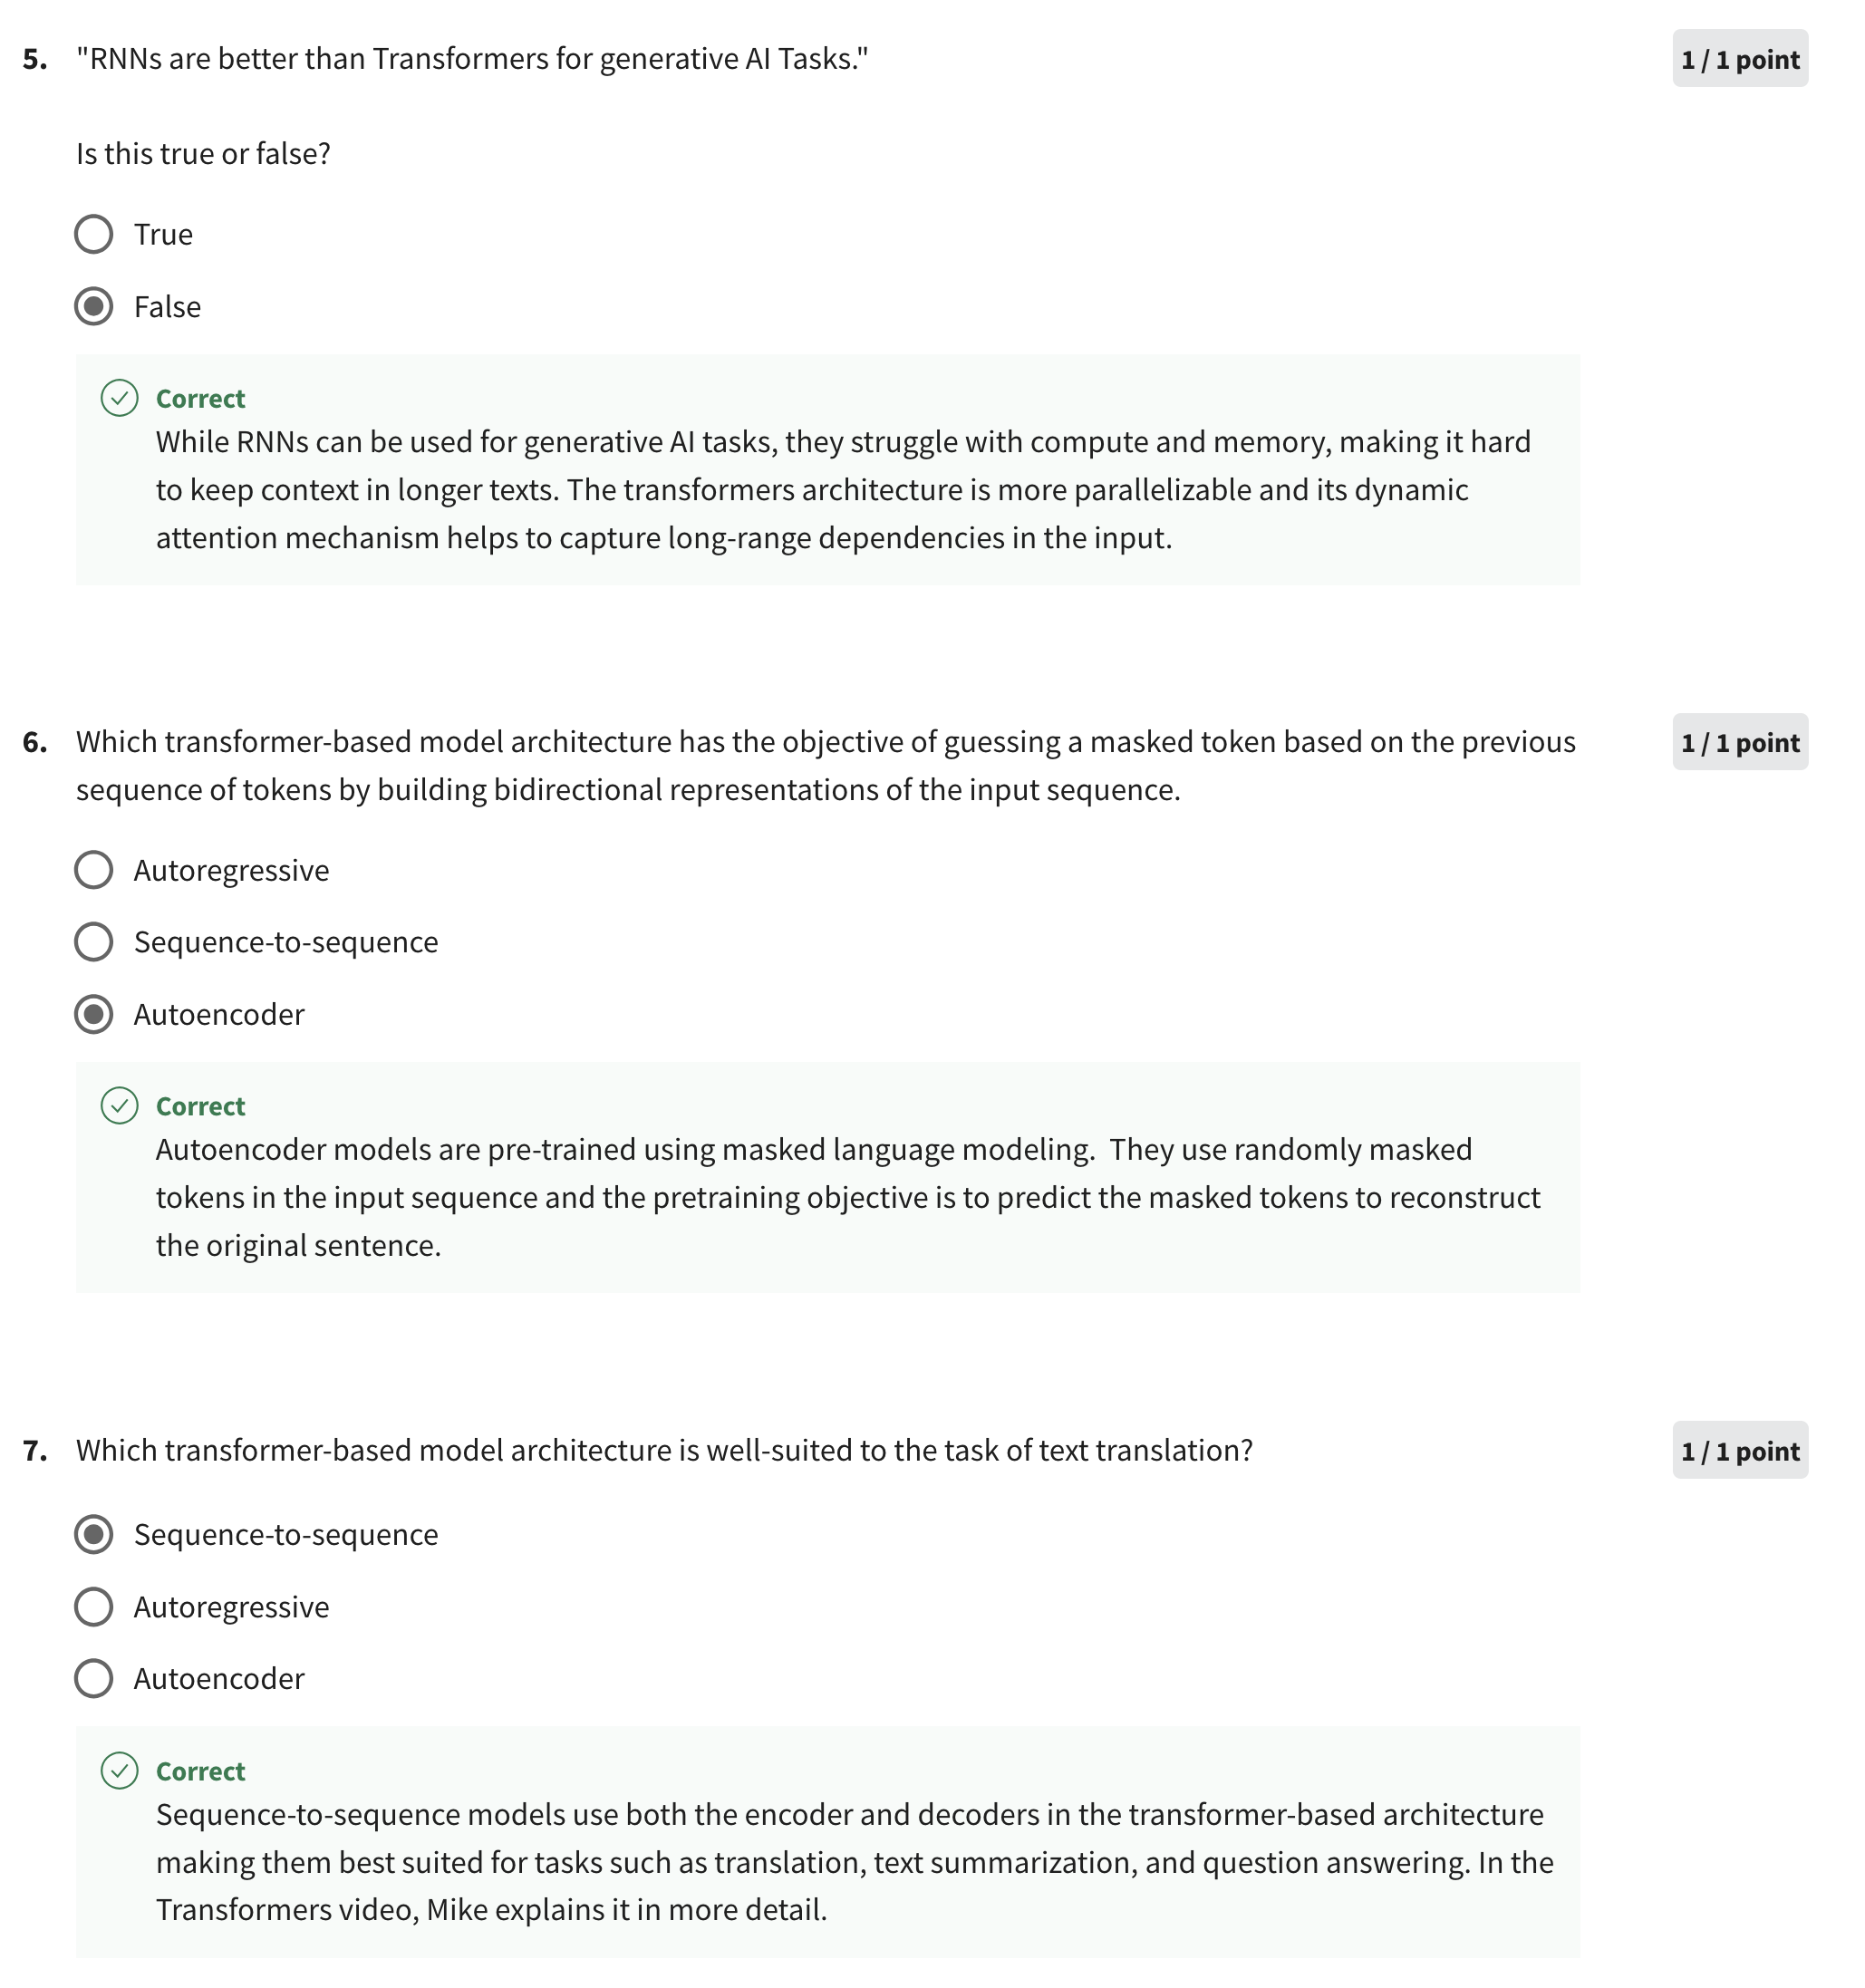 5. "RNNs are better than Transformers for generative AI Tasks."
1 / 1 point
Is this true or false?
True
False
Correct
While RNNs can be used for generative AI tasks, they struggle with compute and memory, making it hard
to keep context in longer texts. The transformers architecture is more parallelizable and its dynamic
attention mechanism helps to capture long-range dependencies in the input.
6. Which transformer-based model architecture has the objective of guessing a masked token based on the previous
1 / 1 point
sequence of tokens by building bidirectional representations of the input sequence.
Autoregressive
Sequence-to-sequence
Autoencoder
Correct
Autoencoder models are pre-trained using masked language modeling.  They use randomly masked
tokens in the input sequence and the pretraining objective is to predict the masked tokens to reconstruct
the original sentence.
7. Which transformer-based model architecture is well-suited to the task of text translation?
1 / 1 point
Sequence-to-sequence
Autoregressive
Autoencoder
Correct
Sequence-to-sequence models use both the encoder and decoders in the transformer-based architecture
making them best suited for tasks such as translation, text summarization, and question answering. In the
Transformers video, Mike explains it in more detail.